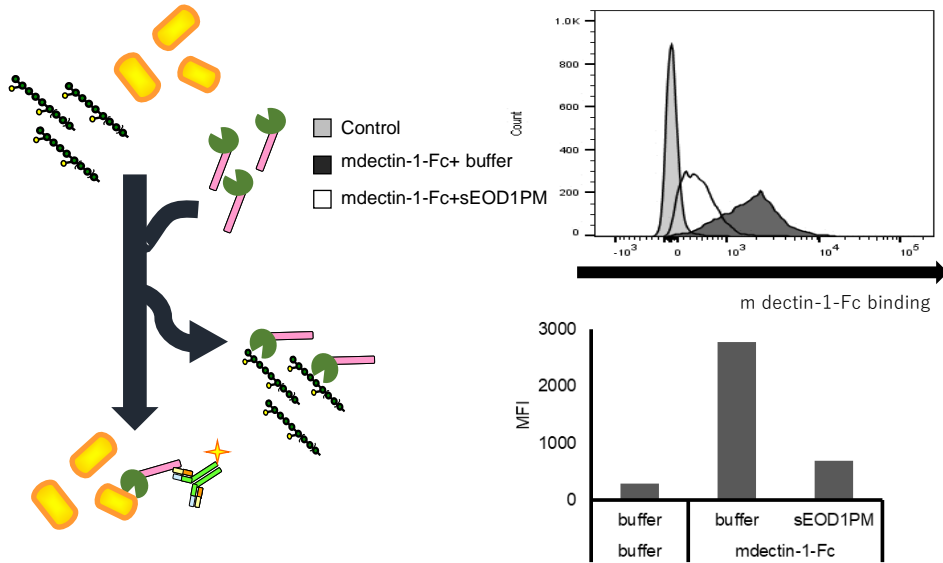 Control
mdectin-1-Fc+ buffer
mdectin-1-Fc+sEOD1PM
1.0K
800
600
400
200
0
Count
-10³ 0 10³ 10⁴ 10⁵
m dectin-1-Fc binding
3000
2000
1000
0
MFI
buffer buffer sEOD1PM
buffer mdectin-1-Fc